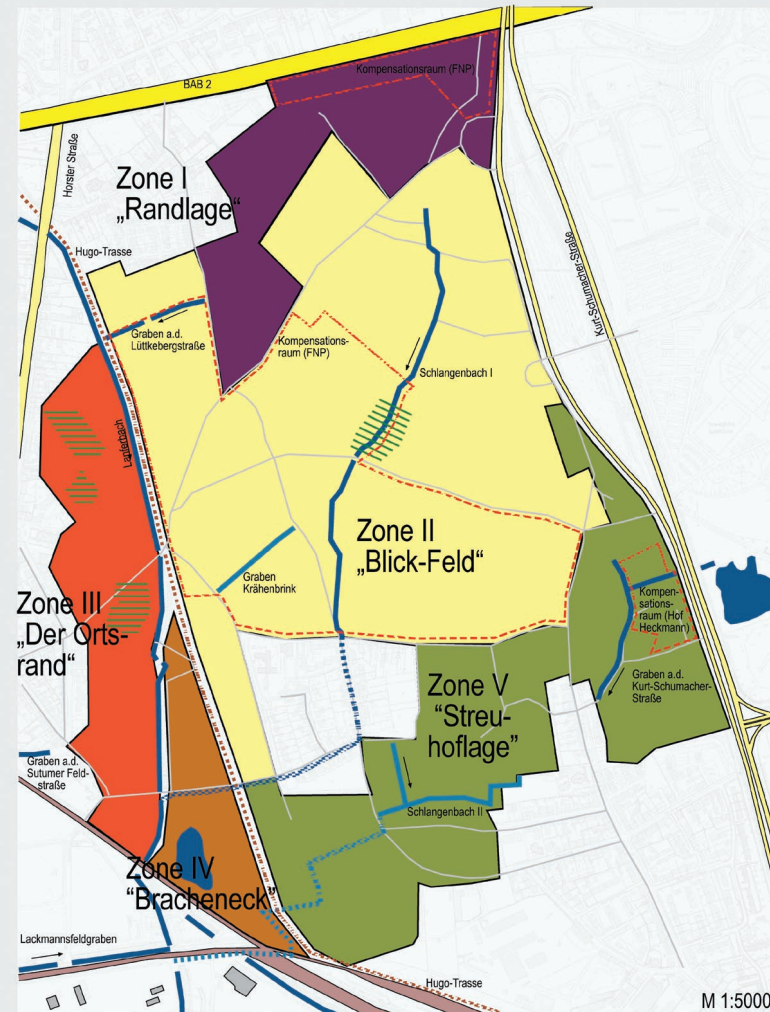 BAB 2
Kompensationsraum (FNP)
Horster Straße
Zone I
„Randlage“
Hugo-Trasse
Kurt-Schumacher-Straße
Graben a.d.
Lüttkebergstraße
Kompensations-
raum (FNP)
Schlangenbach I
Lanferbach
Zone II
„Blick-Feld“
Graben
Krähenbrink
Kompen-
sations-
raum (Hof
Heckmann)
Zone III
„Der Orts-
rand“
Graben a.d.
Kurt-Schumacher-
Straße
Zone V
“Streu-
hoflage”
Graben a.d.
Sutumer Feld-
straße
Schlangenbach II
Zone IV
“Bracheneck”
Lackmannsfeldgraben
Hugo-Trasse
M 1:5000